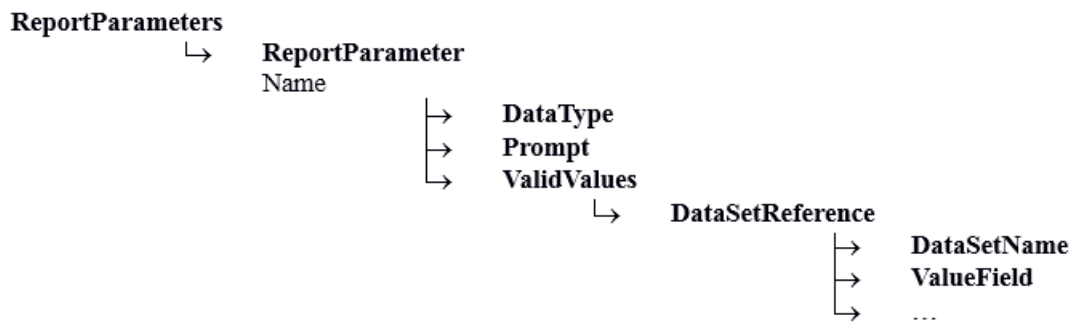 ReportParameters
ReportParameter
Name
DataType
Prompt
ValidValues
DataSetReference
DataSetName
ValueField
...